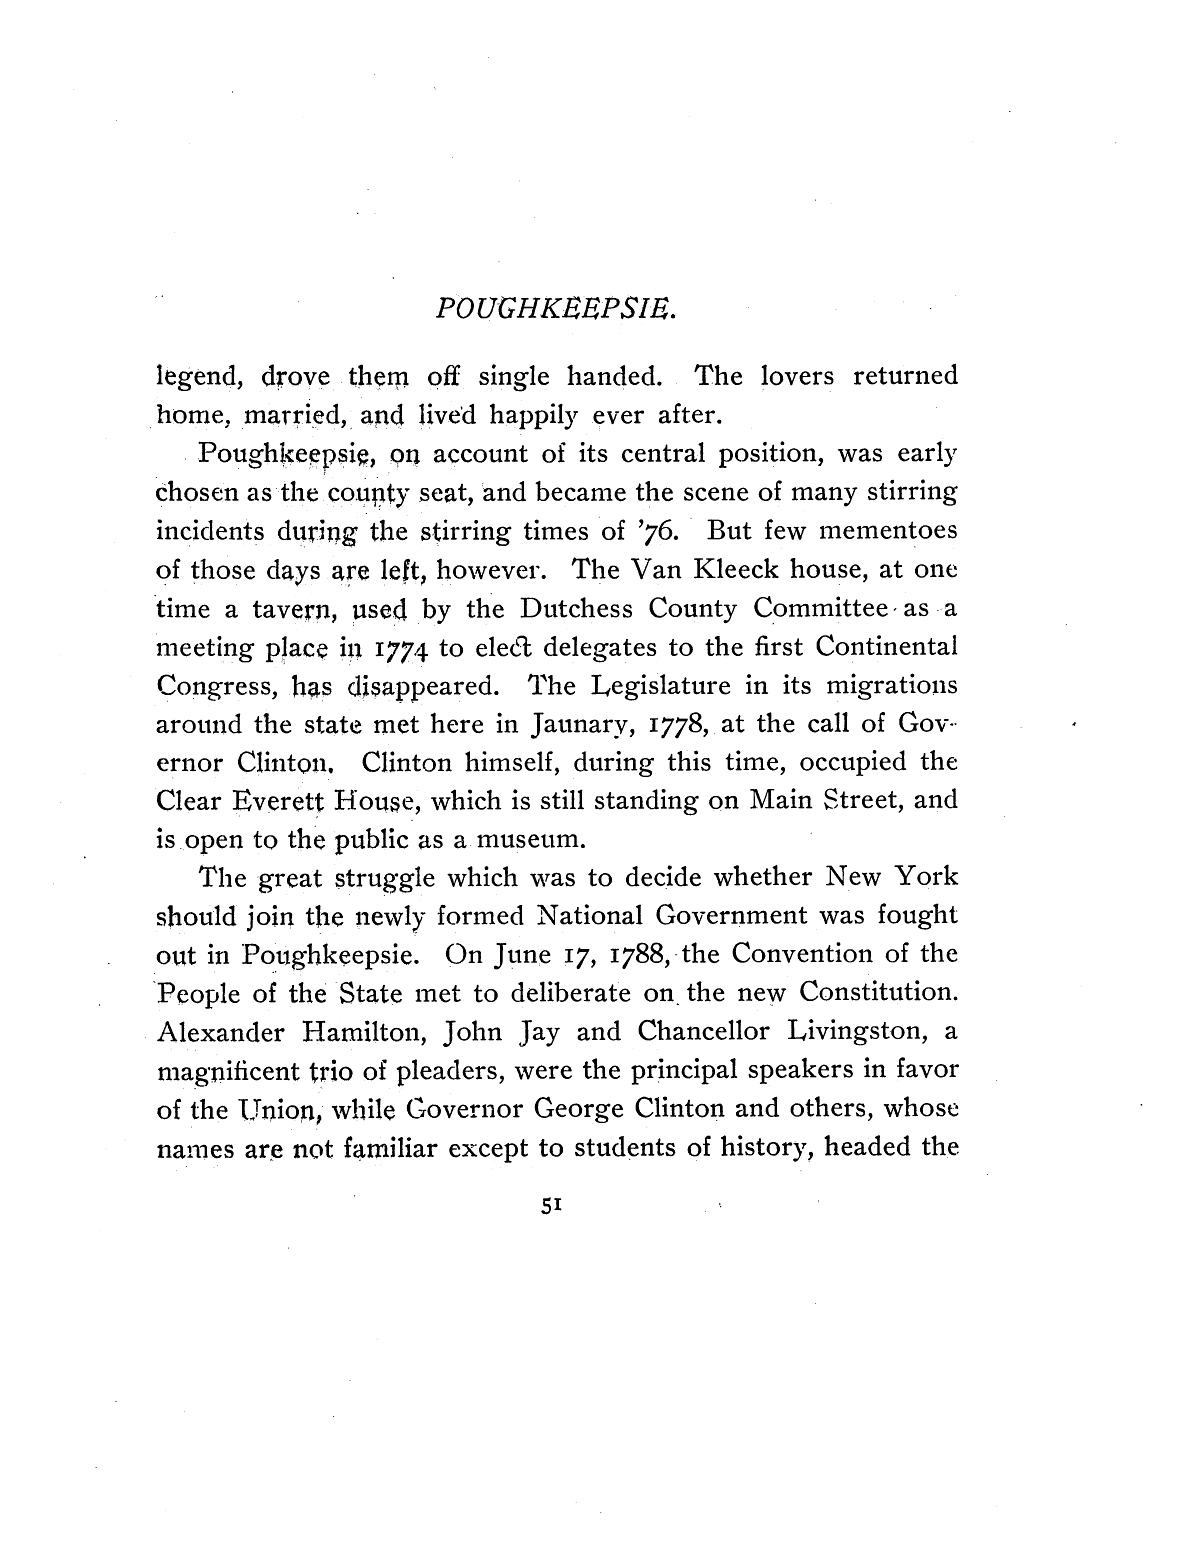 POUGHKEEPSIE.
legend, drove them off single handed. The lovers returned
home, married, and lived happily ever after.
Poughkeepsie, on account of its central position, was early
chosen as the county seat, and became the scene of many stirring
incidents during the stirring times of ’76. But few mementoes
of those days are left, however. The Van Kleeck house, at one
time a tavern, used by the Dutchess County Committee as a
meeting place in 1774 to elect delegates to the first Continental
Congress, has disappeared. The Legislature in its migrations
around the state met here in Jaunary, 1778, at the call of Gov-
ernor Clinton. Clinton himself, during this time, occupied the
Clear Everett House, which is still standing on Main Street, and
is open to the public as a museum.
The great struggle which was to decide whether New York
should join the newly formed National Government was fought
out in Poughkeepsie. On June 17, 1788, the Convention of the
People of the State met to deliberate on the new Constitution.
Alexander Hamilton, John Jay and Chancellor Livingston, a
magnificent trio of pleaders, were the principal speakers in favor
of the Union, while Governor George Clinton and others, whose
names are not familiar except to students of history, headed the
51